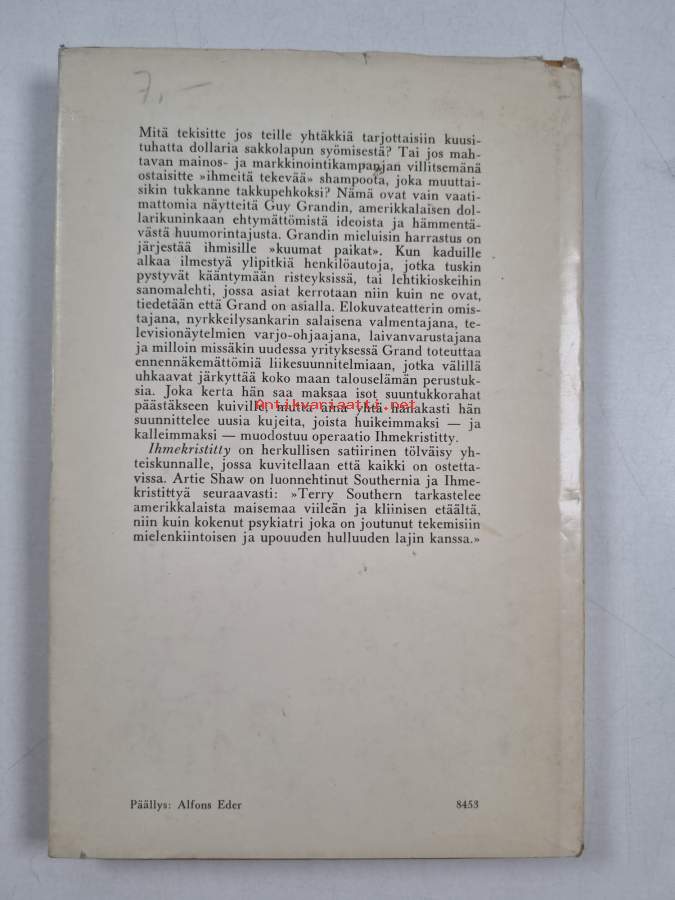 7.—
Mitä tekisitte jos teille yhtäkkiä tarjottaisiin kuusi-
tuhatta dollaria sakkolapun syömisestä? Tai jos mah-
tavan mainos- ja markkinointikampanjan villitsemänä
ostaisitte »ihmeitä tekevää» shampoota, joka muuttai-
sikin tukkanne takkupehkoksi? Nämä ovat vain vaati-
mattomia näytteitä Guy Grandin, amerikkalaisen dol-
larikuninkaan ehtymättömistä ideoista ja hämmentä-
västä huumorintajusta. Grandin mieluisin harrastus on
järjestää ihmisille »kuumat paikat». Kun kaduille
alkaa ilmestyä ylipitkiä henkilöautoja, jotka tuskin
pystyvät kääntymään risteyksissä, tai lehtikioskeihin
sanomalehti, jossa asiat kerrotaan niin kuin ne ovat,
tiedetään että Grand on asialla. Elokuvateatterin omis-
tajana, nyrkkeilysankarin salaisena valmentajana, te-
levisionäytelmien varjo-ohjaajana, laivanvarustajana
ja milloin missäkin uudessa yrityksessä Grand toteuttaa
ennennäkemättömiä liikesuunnitelmiaan, jotka välillä
uhkaavat järkyttää koko maan talouselämän perustuk-
sia. Joka kerta hän saa maksaa isot suuntukkorahat
päästäkseen kuiville, mutta aina yhtä hanakasti hän
Antikvariaatti.net
suunnittelee uusia kujeita, joista huikeimmaksi — ja
kalleimmaksi — muodostuu operaatio Ihmekristitty.
Ihmekristitty on herkullisen satiirinen tölväisy yh-
teiskunnalle, jossa kuvitellaan että kaikki on ostetta-
vissa. Artie Shaw on luonnehtinut Southernia ja Ihme-
kristittyä seuraavasti: »Terry Southern tarkastelee
amerikkalaista maisemaa viileän ja kliinisen etäältä,
niin kuin kokenut psykiatri joka on joutunut tekemisiin
mielenkiintoisen ja upouuden hulluuden lajin kanssa.»
Päällys: Alfons Eder
8453